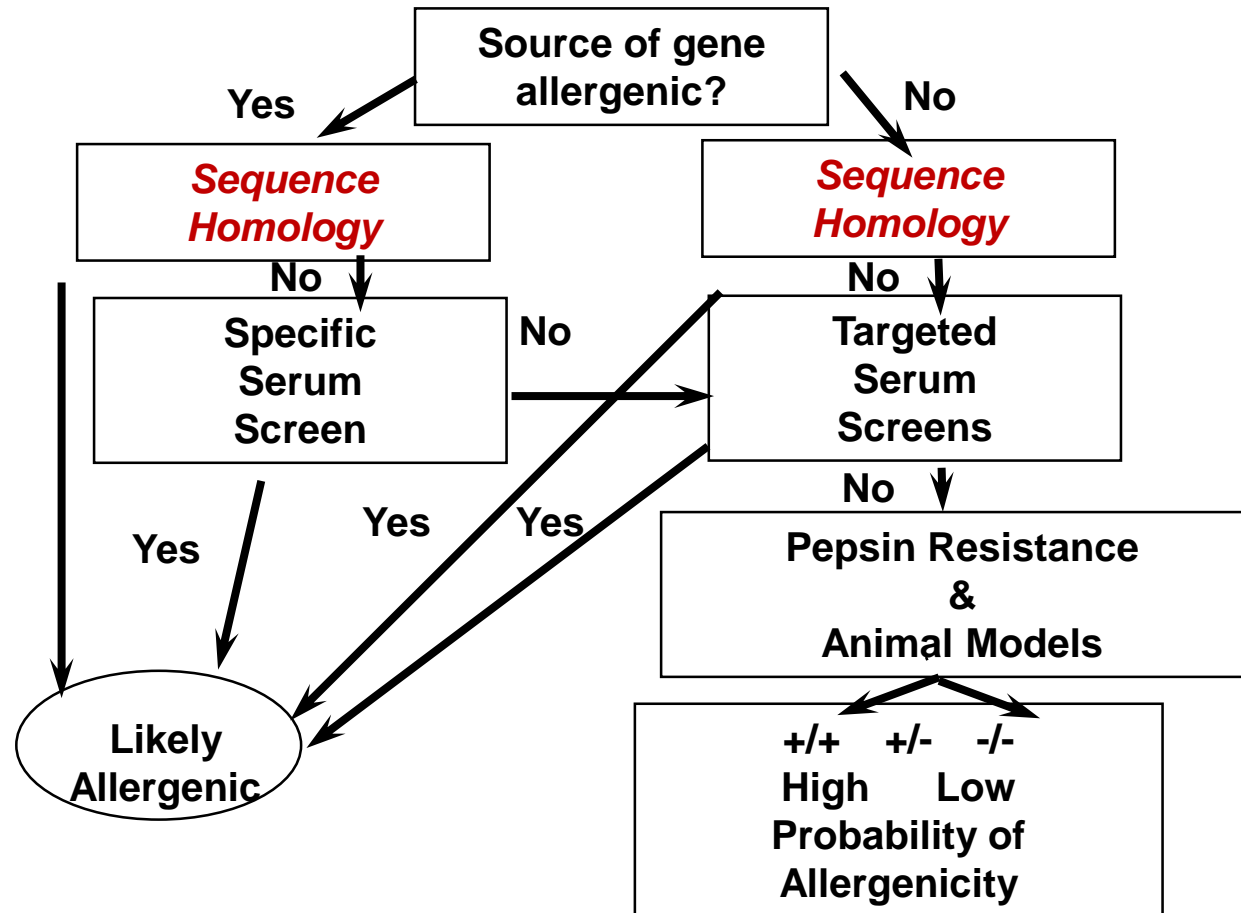 Source of gene
allergenic?
Yes
No
Sequence
Homology
Sequence
Homology
No
No
Specific
Serum
Screen
No
Targeted
Serum
Screens
No
Yes
Yes
Yes
Pepsin Resistance
&
Animal Models
Likely
Allergenic
+/+ +/- -/-
High Low
Probability of
Allergenicity